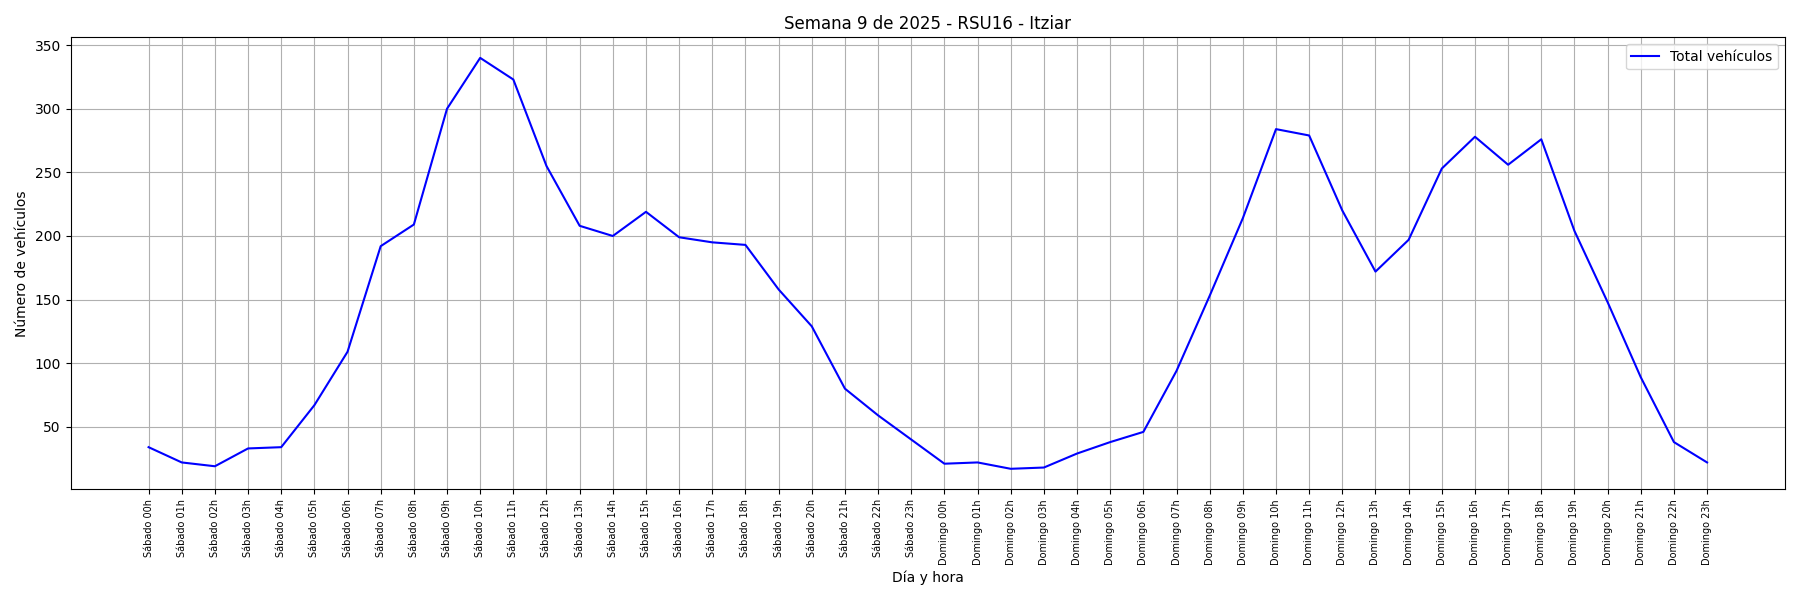 Semana 9 de 2025 - RSU16 - Itziar
Total vehículos
Número de vehículos
350
300
250
200
150
100
50
Sábado 00h
Sábado 01h
Sábado 02h
Sábado 03h
Sábado 04h
Sábado 05h
Sábado 06h
Sábado 07h
Sábado 08h
Sábado 09h
Sábado 10h
Sábado 11h
Sábado 12h
Sábado 13h
Sábado 14h
Sábado 15h
Sábado 16h
Sábado 17h
Sábado 18h
Sábado 19h
Sábado 20h
Sábado 21h
Sábado 22h
Sábado 23h
Domingo 00h
Domingo 01h
Domingo 02h
Domingo 03h
Domingo 04h
Domingo 05h
Domingo 06h
Domingo 07h
Domingo 08h
Domingo 09h
Domingo 10h
Domingo 11h
Domingo 12h
Domingo 13h
Domingo 14h
Domingo 15h
Domingo 16h
Domingo 17h
Domingo 18h
Domingo 19h
Domingo 20h
Domingo 21h
Domingo 22h
Domingo 23h
Día y hora